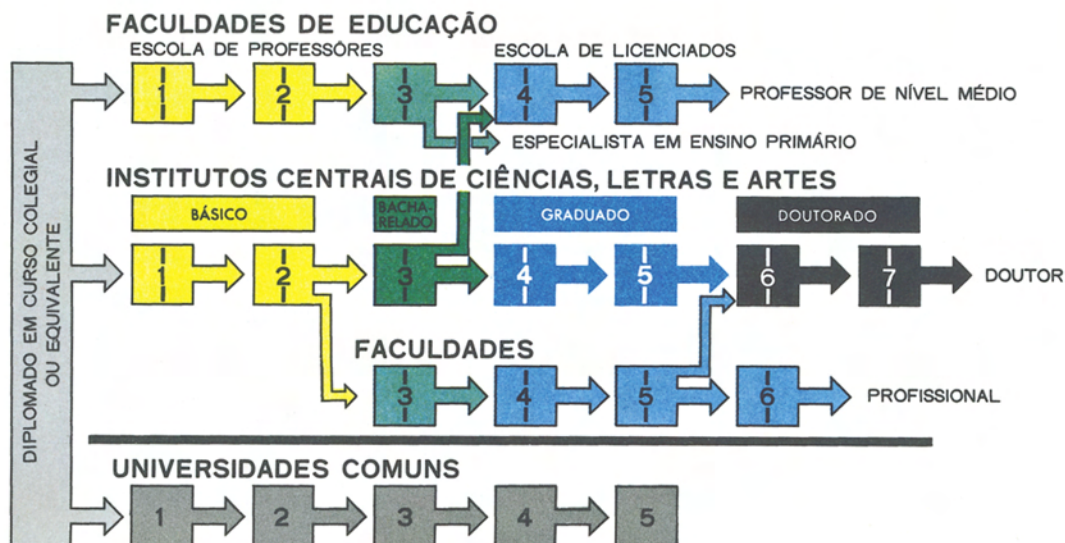 FACULDADES DE EDUCAÇÃO
ESCOLA DE PROFESSÔRES
ESCOLA DE LICENCIADOS
1 2 3 4 5
PROFESSOR DE NÍVEL MÉDIO
ESPECIALISTA EM ENSINO PRIMÁRIO
DIPLOMADO EM CURSO COLEGIAL
OU EQUIVALENTE
INSTITUTOS CENTRAIS DE CIÊNCIAS, LETRAS E ARTES
BÁSICO
BACHA-
RELADO
GRADUADO
DOUTORADO
1 2 3 4 5 6 7
DOUTOR
FACULDADES
3 4 5 6
PROFISSIONAL
UNIVERSIDADES COMUNS
1 2 3 4 5